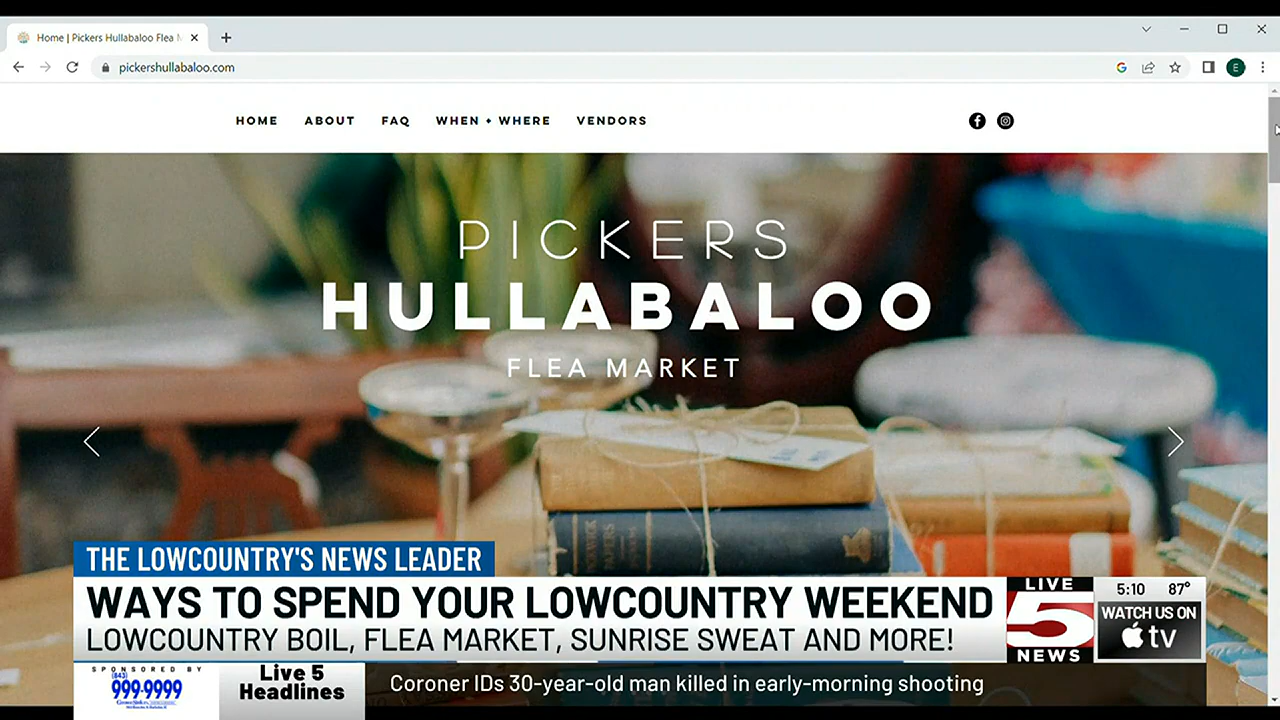 Home | Pickers Hullabaloo Flea M
pickershullabaloo.com
E
HOME ABOUT FAQ WHEN + WHERE VENDORS
PICKERS
HULLABALOO
FLEA MARKET
THE LOWCOUNTRY'S NEWS LEADER
WAYS TO SPEND YOUR LOWCOUNTRY WEEKEND
LOWCOUNTRY BOIL, FLEA MARKET, SUNRISE SWEAT AND MORE!
LIVE
5
NEWS
5:10 87°
WATCH US ON
tv
SPONSORED BY
(843)
999-9999
Live 5
Headlines
Coroner IDs 30-year-old man killed in early-morning shooting